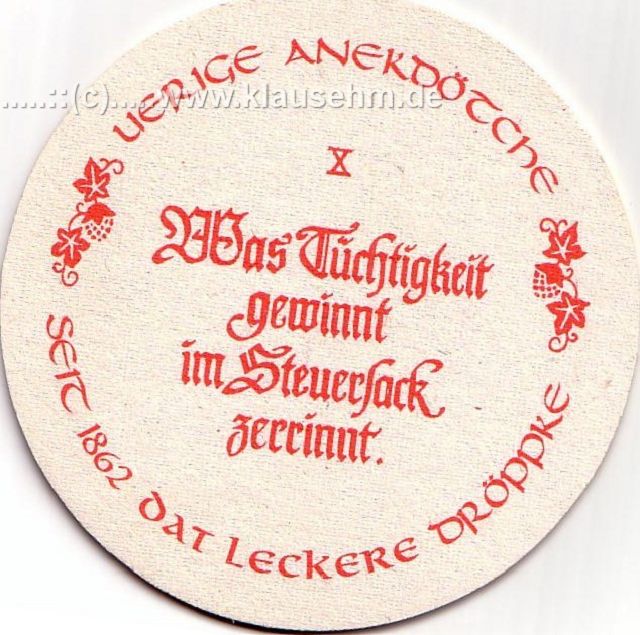 UERIGE ANEKDÖTCHE
.....::(c).... www.klausehm.de
X
Was Tüchtigkeit
gewinnt
im Steuersack
zerrinnt.
SEIT 1862 DAT LECKERE DRÖPPKE